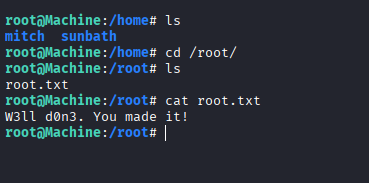 root@Machine:/home# ls
mitch  sunbath
root@Machine:/home# cd /root/
root@Machine:/root# ls
root.txt
root@Machine:/root# cat root.txt
W3ll d0n3. You made it!
root@Machine:/root#